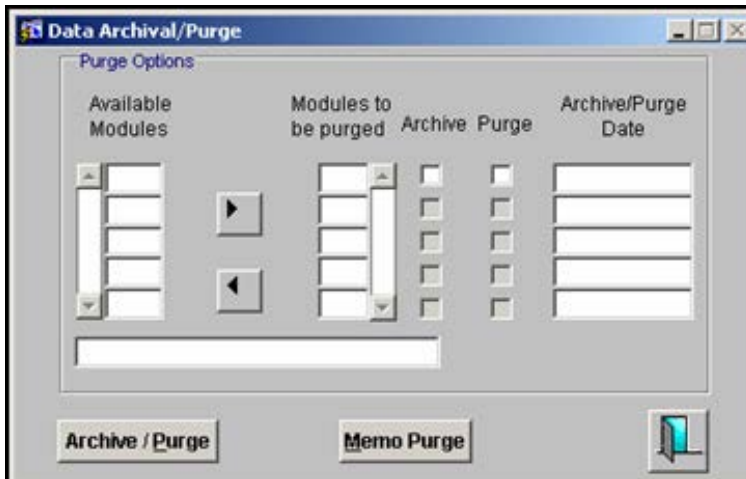 Data Archival/Purge
Purge Options
Available
Modules
Modules to
be purged
Archive
Purge
Archive/Purge
Date
Archive / Purge
Memo Purge